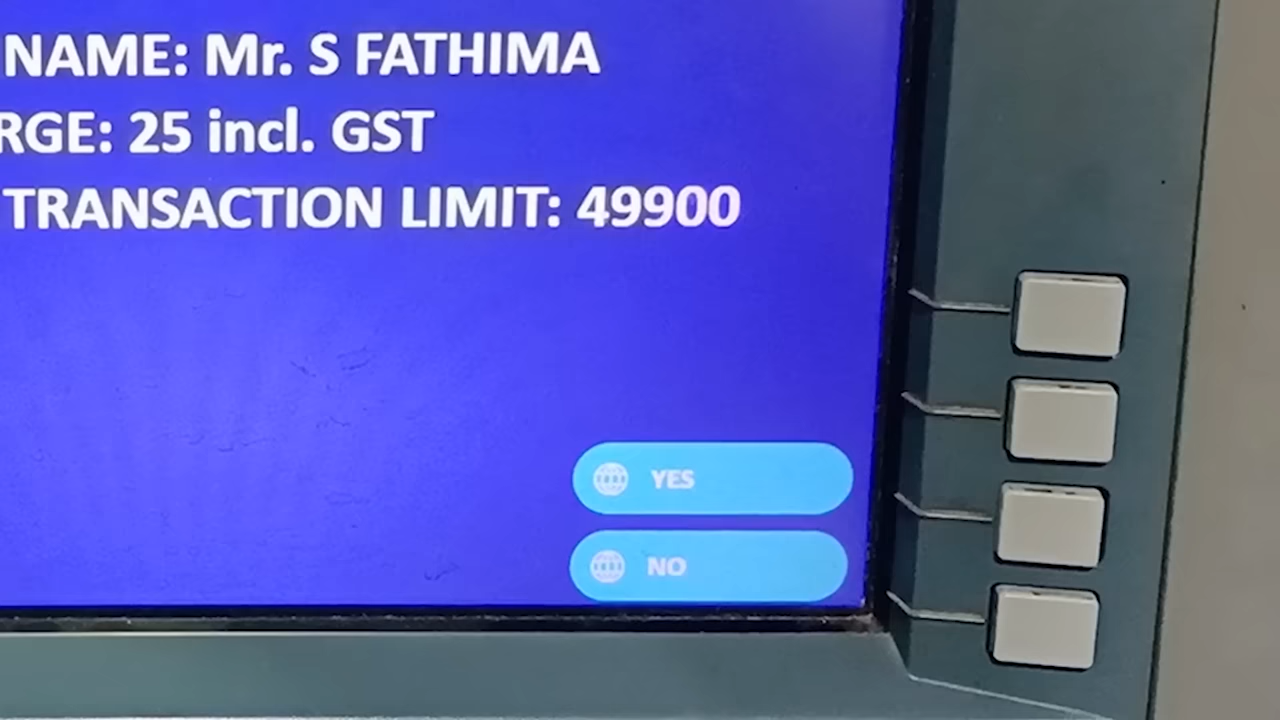 NAME: Mr. S FATHIMA
RGE: 25 incl. GST
TRANSACTION LIMIT: 49900
YES
NO